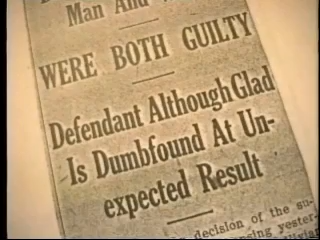 Man And
WERE BOTH GUILTY
Defendant Although Glad
Is Dumbfound At Un-
expected Result
decision of the su-